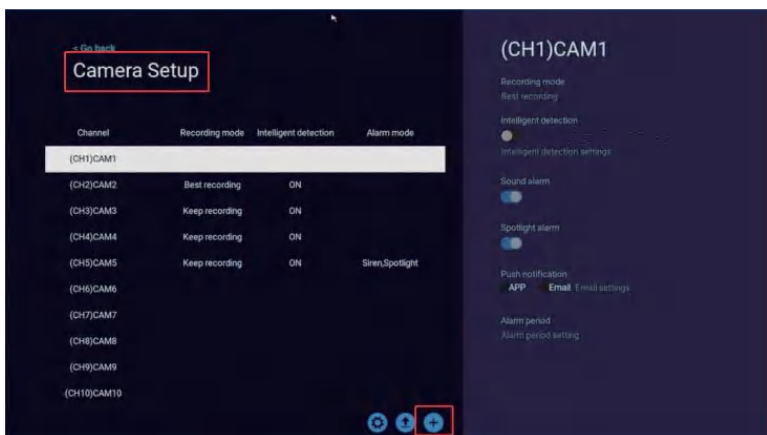 < Go back
Camera Setup
Channel Recording mode Intelligent detection Alarm mode
(CH1)CAM1
(CH2)CAM2 Best recording ON
(CH3)CAM3 Keep recording ON
(CH4)CAM4 Keep recording ON
(CH5)CAM5 Keep recording ON Siren,Spotlight
(CH6)CAM6
(CH7)CAM7
(CH8)CAM8
(CH9)CAM9
(CH10)CAM10
(CH1)CAM1
Recording mode
Best recording
Intelligent detection
Intelligent detection settings
Sound alarm
Spotlight alarm
Push notification
APP Email Email settings
Alarm period
Alarm period setting